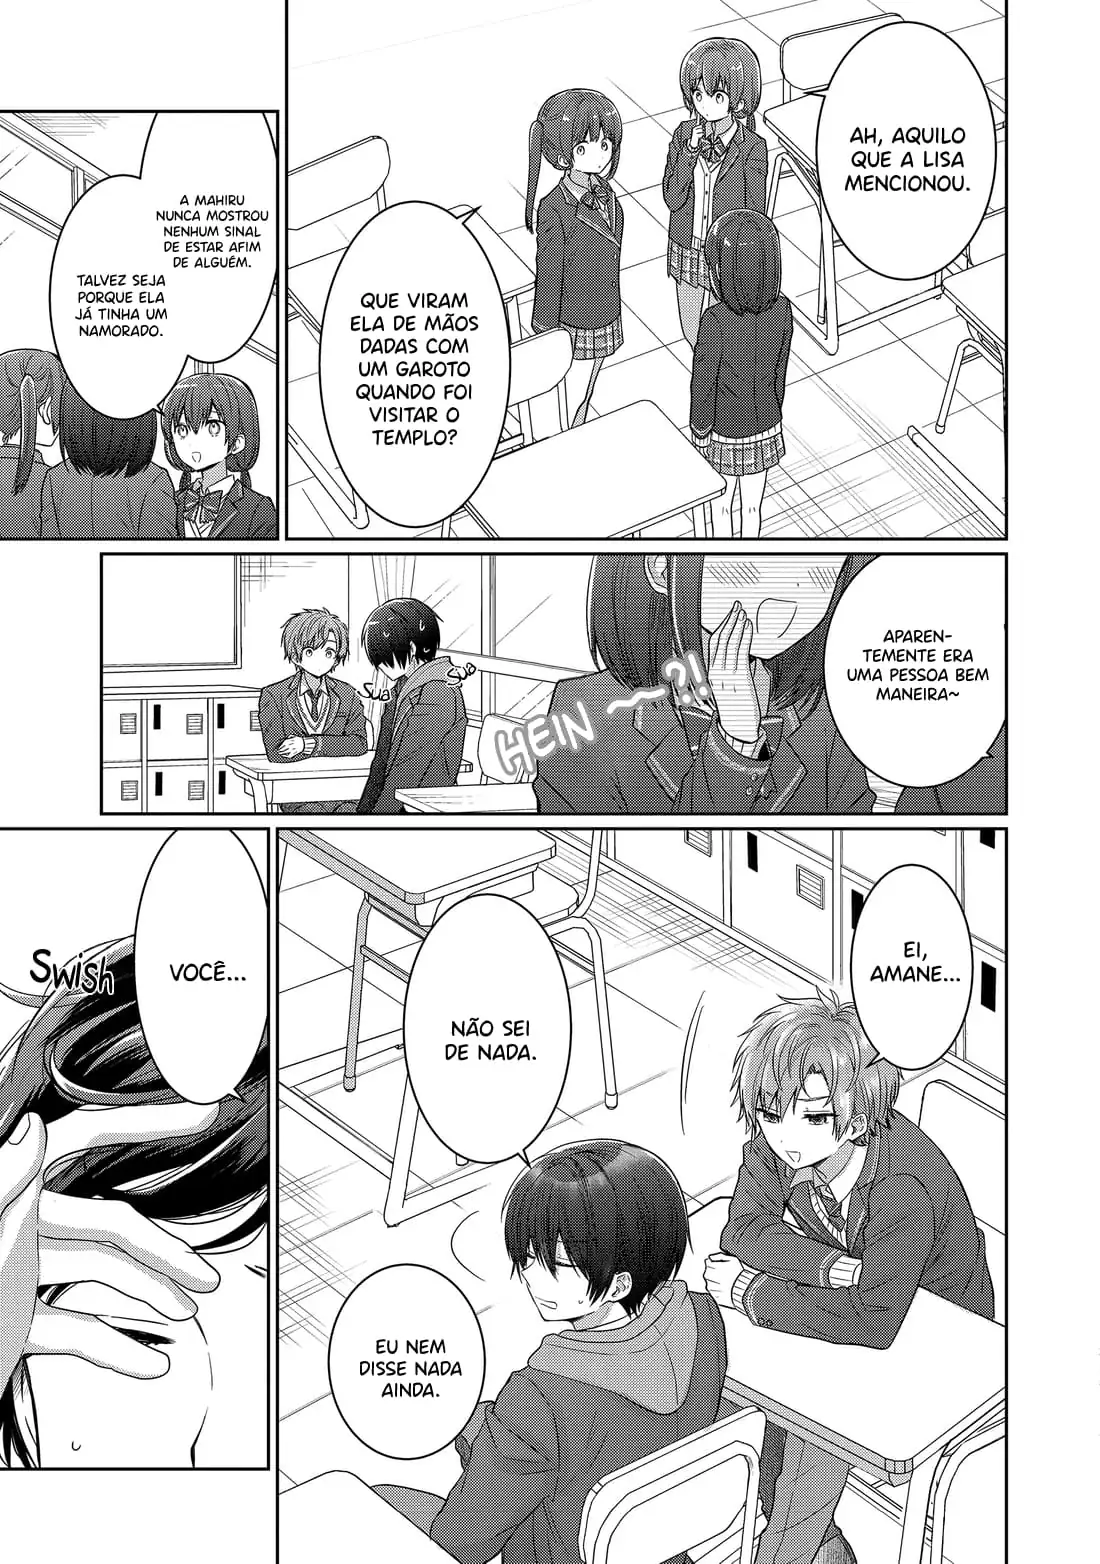 AH, AQUILO
QUE A LISA
MENCIONOU.
QUE VIRAM
ELA DE MÃOS
DADAS COM
UM GAROTO
QUANDO FOI
VISITAR O
TEMPLO?
A MAHIRU
NUNCA MOSTROU
NENHUM SINAL
DE ESTAR AFIM
DE ALGUÉM.
TALVEZ SEJA
PORQUE ELA
JÁ TINHA UM
NAMORADO.
APAREN-
TEMENTE ERA
UMA PESSOA BEM
MANEIRA~
HEIN ~?!
SUA
SUA
EI,
AMANE...
NÃO SEI
DE NADA.
EU NEM
DISSE NADA
AINDA.
VOCÊ...
Swish